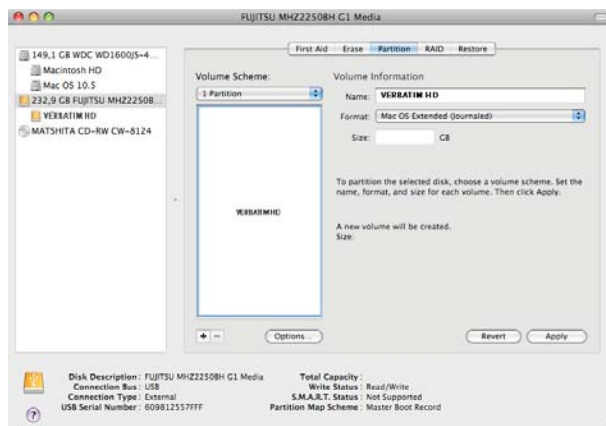 FUJITSU MHZ2250BH G1 Media
149,1 GB WDC WD1600JS-4...
Macintosh HD
Mac OS 10.5
232,9 GB FUJITSU MHZ2250B...
VERBATIM HD
MATSHITA CD-RW CW-8124
First Aid Erase Partition RAID Restore
Volume Scheme:
1 Partition
VERBATIM HD
+ − Options...
Volume Information
Name: VERBATIM HD
Format: Mac OS Extended (Journaled)
Size: GB
To partition the selected disk, choose a volume scheme. Set the
name, format, and size for each volume. Then click Apply.
A new volume will be created.
Size:
Revert Apply
Disk Description : FUJITSU MHZ2250BH G1 Media
Connection Bus : USB
Connection Type : External
USB Serial Number : 609812557FFF
Total Capacity :
Write Status : Read/Write
S.M.A.R.T. Status : Not Supported
Partition Map Scheme : Master Boot Record
?